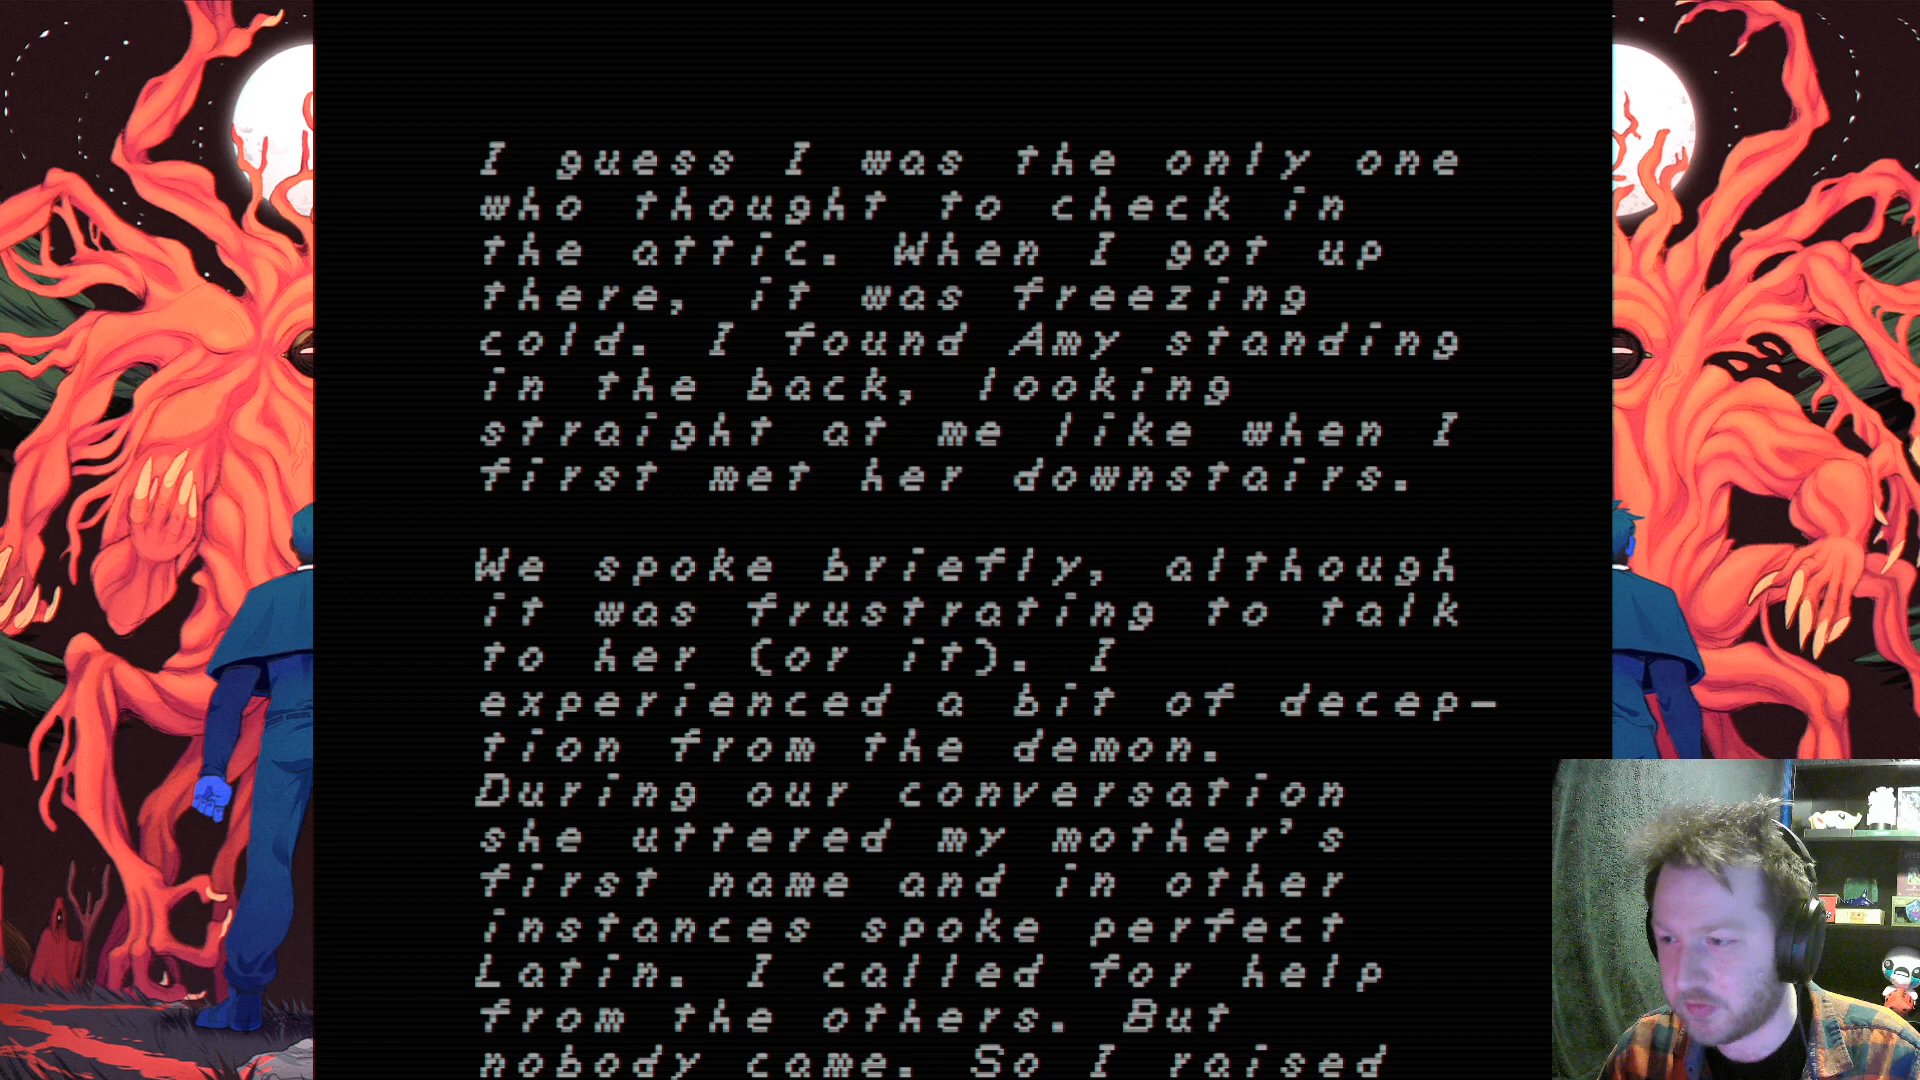 I guess I was the only one
who thought to check in
the attic. When I got up
there, it was freezing
cold. I found Amy standing
in the back, looking
straight at me like when I
first met her downstairs.
We spoke briefly, although
it was frustrating to talk
to her (or it). I
experienced a bit of decep-
tion from the demon.
During our conversation
she uttered my mother's
first name and in other
instances spoke perfect
Latin. I called for help
from the others. But
nobody came. So I raised